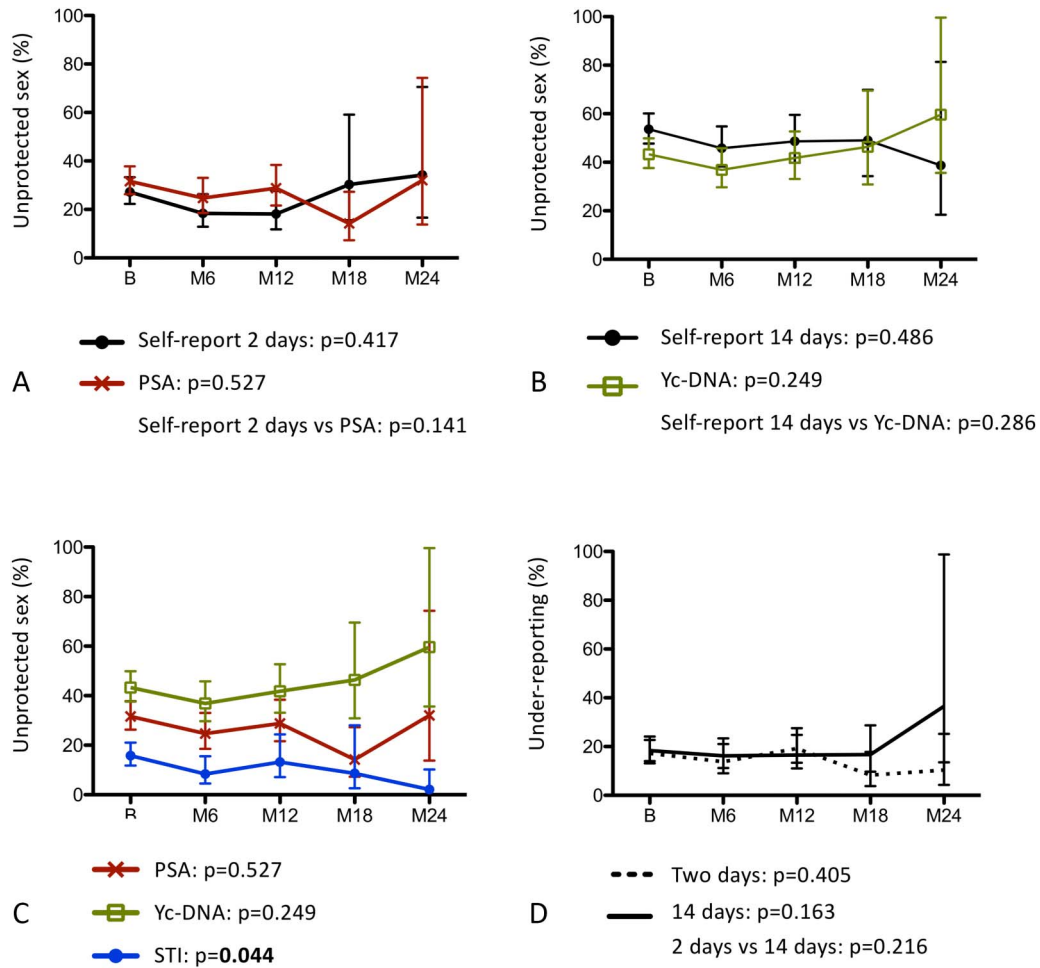 Unprotected sex (%)
100
80
60
40
20
0
B M6 M12 M18 M24
Self-report 2 days: p=0.417
PSA: p=0.527
Self-report 2 days vs PSA: p=0.141
A
Unprotected sex (%)
100
80
60
40
20
0
B M6 M12 M18 M24
Self-report 14 days: p=0.486
Yc-DNA: p=0.249
Self-report 14 days vs Yc-DNA: p=0.286
B
Unprotected sex (%)
100
80
60
40
20
0
B M6 M12 M18 M24
PSA: p=0.527
Yc-DNA: p=0.249
STI: p=0.044
C
Under-reporting (%)
100
80
60
40
20
0
B M6 M12 M18 M24
Two days: p=0.405
14 days: p=0.163
2 days vs 14 days: p=0.216
D